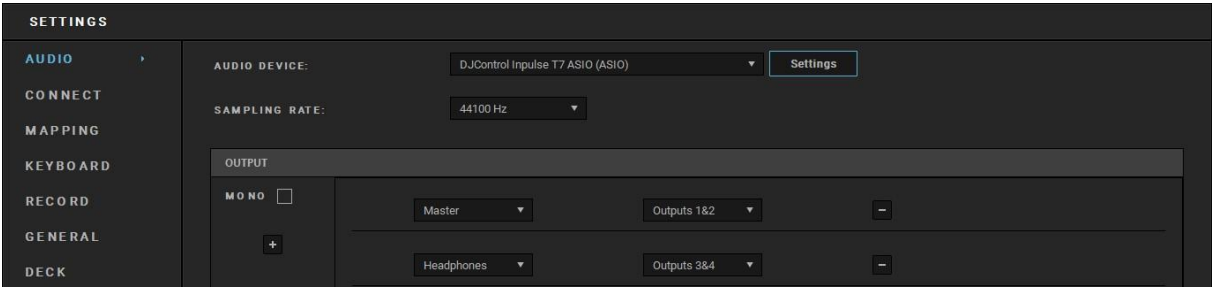 SETTINGS
AUDIO
AUDIO DEVICE:
DJControl Inpulse T7 ASIO (ASIO)
Settings
CONNECT
SAMPLING RATE:
44100 Hz
MAPPING
KEYBOARD
OUTPUT
RECORD
MONO
Master
Outputs 1&2
GENERAL
DECK
Headphones
Outputs 3&4